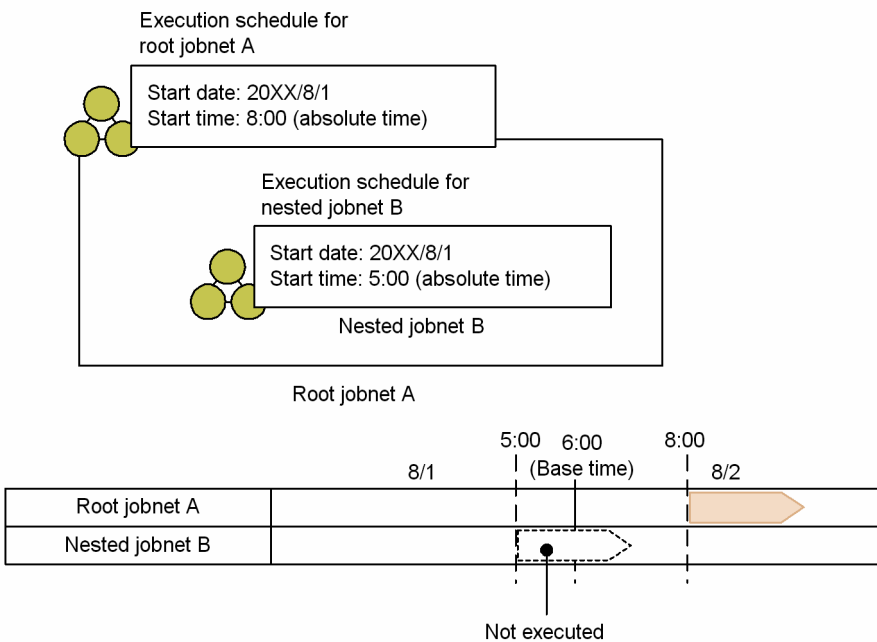 Execution schedule for
root jobnet A
Start date: 20XX/8/1
Start time: 8:00 (absolute time)
Execution schedule for
nested jobnet B
Start date: 20XX/8/1
Start time: 5:00 (absolute time)
Nested jobnet B
Root jobnet A
5:00 6:00 8:00
8/1 (Base time) 8/2
Root jobnet A
Nested jobnet B
Not executed